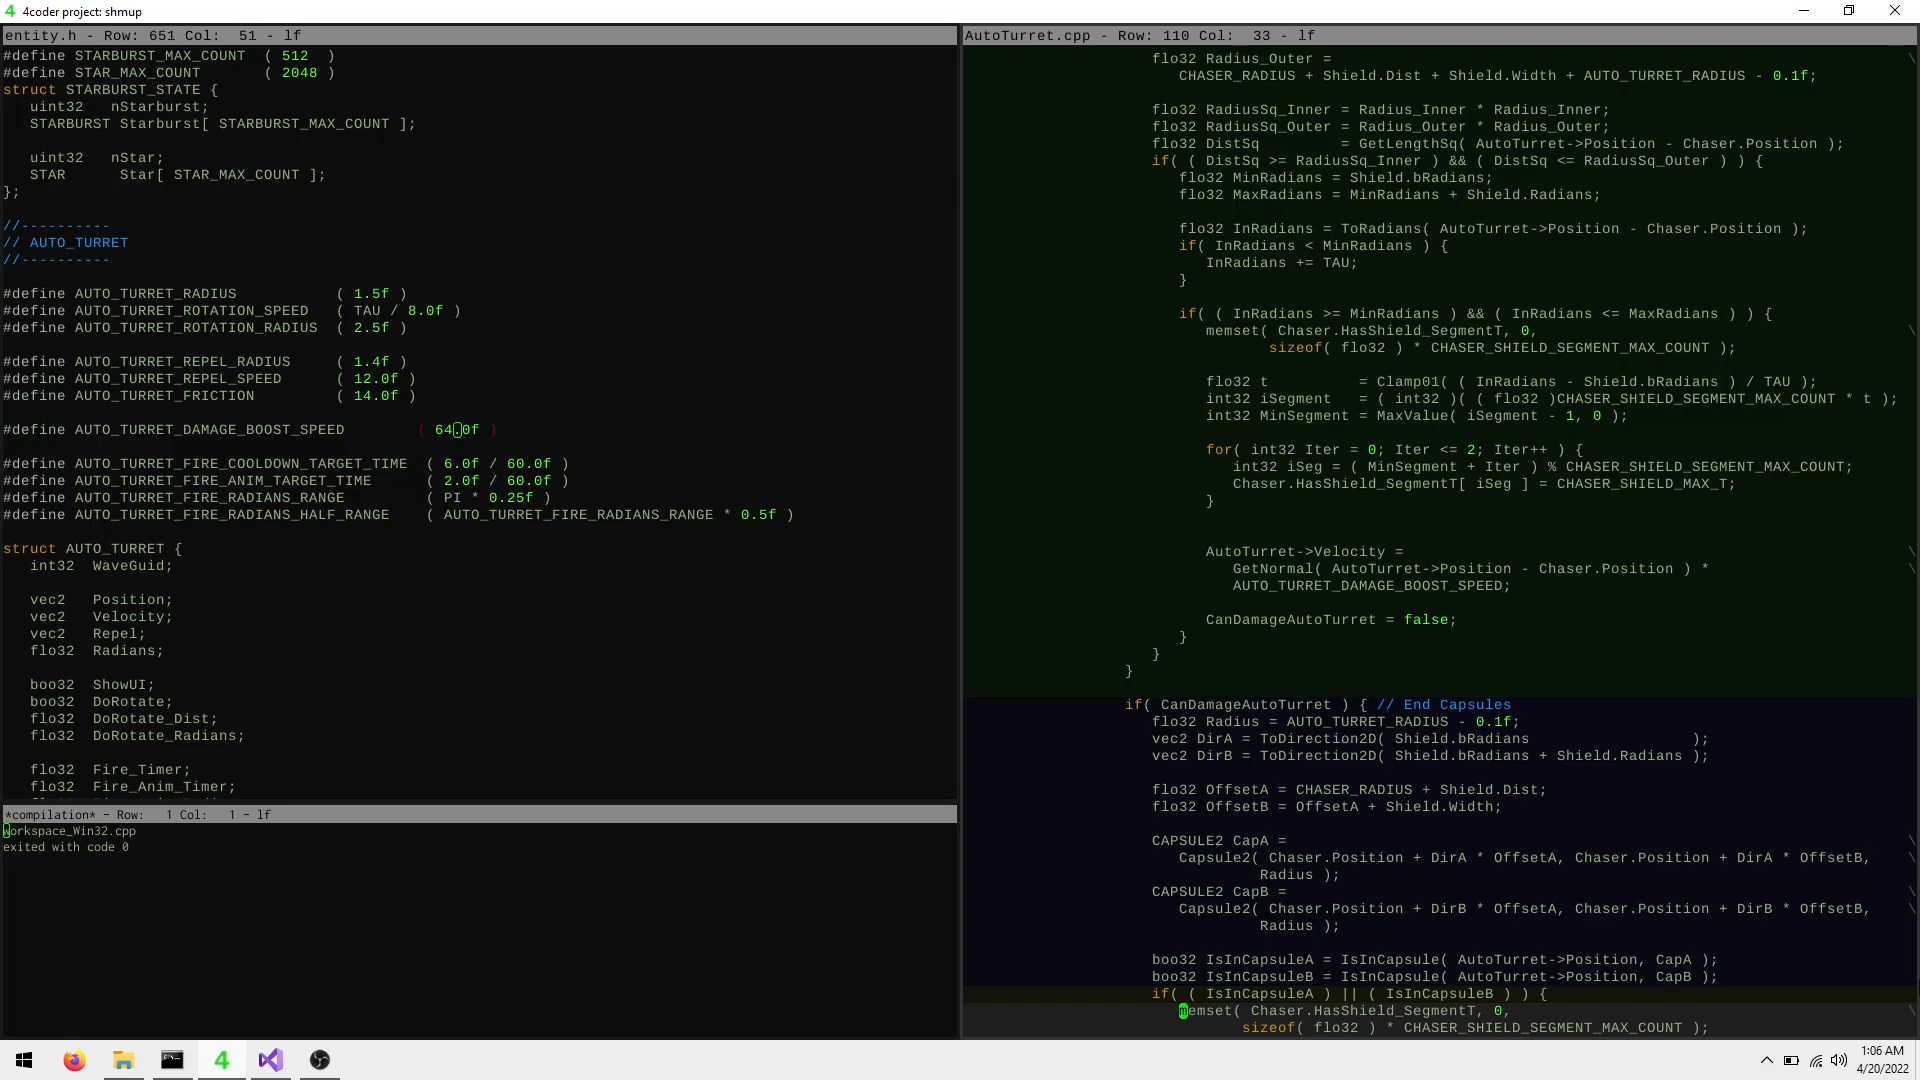 4coder project: shmup
entity.h - Row: 651 Col:  51 - lf
#define STARBURST_MAX_COUNT  ( 512  )
#define STAR_MAX_COUNT       ( 2048 )
struct STARBURST_STATE {
   uint32   nStarburst;
   STARBURST Starburst[ STARBURST_MAX_COUNT ];
   uint32   nStar;
   STAR      Star[ STAR_MAX_COUNT ];
};
//----------
// AUTO_TURRET
//----------
#define AUTO_TURRET_RADIUS           ( 1.5f )
#define AUTO_TURRET_ROTATION_SPEED   ( TAU / 8.0f )
#define AUTO_TURRET_ROTATION_RADIUS  ( 2.5f )
#define AUTO_TURRET_REPEL_RADIUS     ( 1.4f )
#define AUTO_TURRET_REPEL_SPEED      ( 12.0f )
#define AUTO_TURRET_FRICTION         ( 14.0f )
#define AUTO_TURRET_DAMAGE_BOOST_SPEED        ( 64.0f )
#define AUTO_TURRET_FIRE_COOLDOWN_TARGET_TIME  ( 6.0f / 60.0f )
#define AUTO_TURRET_FIRE_ANIM_TARGET_TIME      ( 2.0f / 60.0f )
#define AUTO_TURRET_FIRE_RADIANS_RANGE         ( PI * 0.25f )
#define AUTO_TURRET_FIRE_RADIANS_HALF_RANGE    ( AUTO_TURRET_FIRE_RADIANS_RANGE * 0.5f )
struct AUTO_TURRET {
   int32  WaveGuid;
   vec2   Position;
   vec2   Velocity;
   vec2   Repel;
   flo32  Radians;
   boo32  ShowUI;
   boo32  DoRotate;
   flo32  DoRotate_Dist;
   flo32  DoRotate_Radians;
   flo32  Fire_Timer;
   flo32  Fire_Anim_Timer;
*compilation* - Row:   1 Col:   1 - lf
workspace_Win32.cpp
exited with code 0
AutoTurret.cpp - Row: 110 Col:  33 - lf
flo32 Radius_Outer = \
   CHASER_RADIUS + Shield.Dist + Shield.Width + AUTO_TURRET_RADIUS - 0.1f;
flo32 RadiusSq_Inner = Radius_Inner * Radius_Inner;
flo32 RadiusSq_Outer = Radius_Outer * Radius_Outer;
flo32 DistSq         = GetLengthSq( AutoTurret->Position - Chaser.Position );
if( ( DistSq >= RadiusSq_Inner ) && ( DistSq <= RadiusSq_Outer ) ) {
   flo32 MinRadians = Shield.bRadians;
   flo32 MaxRadians = MinRadians + Shield.Radians;
   flo32 InRadians = ToRadians( AutoTurret->Position - Chaser.Position );
   if( InRadians < MinRadians ) {
      InRadians += TAU;
   }
   if( ( InRadians >= MinRadians ) && ( InRadians <= MaxRadians ) ) {
      memset( Chaser.HasShield_SegmentT, 0, \
             sizeof( flo32 ) * CHASER_SHIELD_SEGMENT_MAX_COUNT );
      flo32 t          = Clamp01( ( InRadians - Shield.bRadians ) / TAU );
      int32 iSegment   = ( int32 )( ( flo32 )CHASER_SHIELD_SEGMENT_MAX_COUNT * t );
      int32 MinSegment = MaxValue( iSegment - 1, 0 );
      for( int32 Iter = 0; Iter <= 2; Iter++ ) {
         int32 iSeg = ( MinSegment + Iter ) % CHASER_SHIELD_SEGMENT_MAX_COUNT;
         Chaser.HasShield_SegmentT[ iSeg ] = CHASER_SHIELD_MAX_T;
      }
      AutoTurret->Velocity = \
         GetNormal( AutoTurret->Position - Chaser.Position ) * \
         AUTO_TURRET_DAMAGE_BOOST_SPEED;
      CanDamageAutoTurret = false;
   }
}
}
if( CanDamageAutoTurret ) { // End Capsules
   flo32 Radius = AUTO_TURRET_RADIUS - 0.1f;
   vec2 DirA = ToDirection2D( Shield.bRadians                  );
   vec2 DirB = ToDirection2D( Shield.bRadians + Shield.Radians );
   flo32 OffsetA = CHASER_RADIUS + Shield.Dist;
   flo32 OffsetB = OffsetA + Shield.Width;
   CAPSULE2 CapA = \
      Capsule2( Chaser.Position + DirA * OffsetA, Chaser.Position + DirA * OffsetB, \
               Radius );
   CAPSULE2 CapB = \
      Capsule2( Chaser.Position + DirB * OffsetA, Chaser.Position + DirB * OffsetB, \
               Radius );
   boo32 IsInCapsuleA = IsInCapsule( AutoTurret->Position, CapA );
   boo32 IsInCapsuleB = IsInCapsule( AutoTurret->Position, CapB );
   if( ( IsInCapsuleA ) || ( IsInCapsuleB ) ) {
      memset( Chaser.HasShield_SegmentT, 0, \
             sizeof( flo32 ) * CHASER_SHIELD_SEGMENT_MAX_COUNT );
1:06 AM
4/20/2022